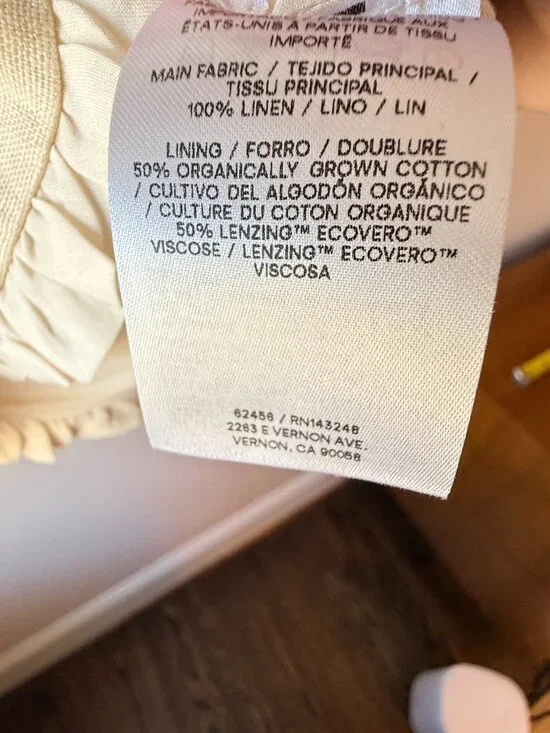 ÉTATS-UNIS À PARTIR DE TISSU
IMPORTÉ
MAIN FABRIC / TEJIDO PRINCIPAL /
TISSU PRINCIPAL
100% LINEN / LINO / LIN
LINING / FORRO / DOUBLURE
50% ORGANICALLY GROWN COTTON
/ CULTIVO DEL ALGODÓN ORGÁNICO
/ CULTURE DU COTON ORGANIQUE
50% LENZING™ ECOVERO™
VISCOSE / LENZING™ ECOVERO™
VISCOSA
62456 / RN143248
2263 E VERNON AVE.
VERNON, CA 90058